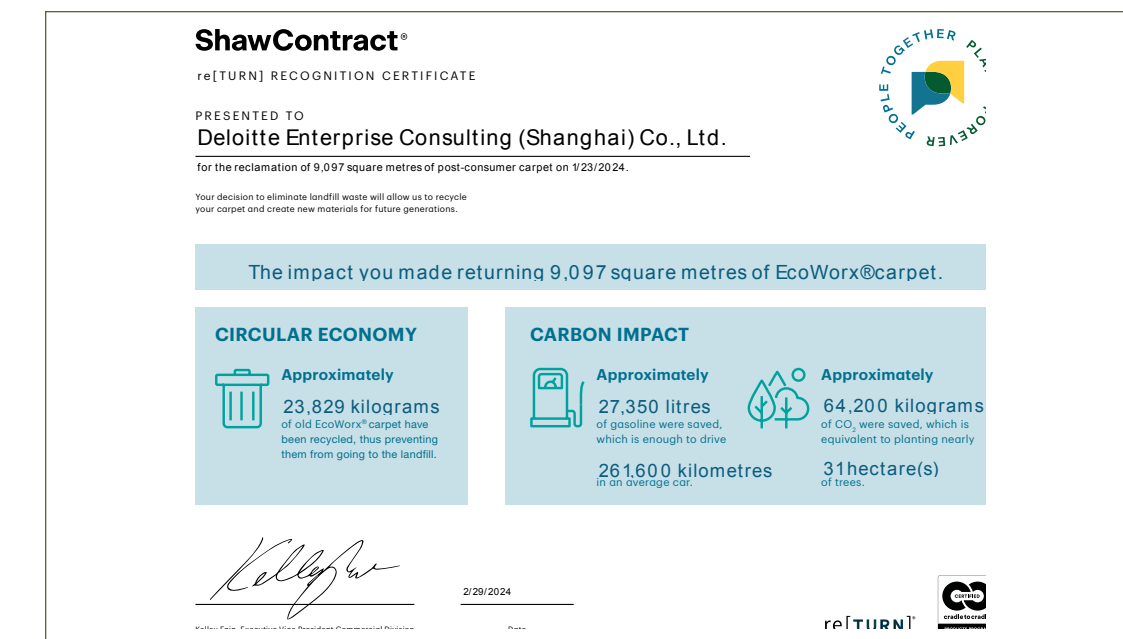 ShawContract®
re[TURN] RECOGNITION CERTIFICATE
PEOPLE TOGETHER
FOREVER
PRESENTED TO
Deloitte Enterprise Consulting (Shanghai) Co., Ltd.
for the reclamation of 9,097 square metres of post-consumer carpet on 1/23/2024.
Your decision to eliminate landfill waste will allow us to recycle
your carpet and create new materials for future generations.
The impact you made returning 9,097 square metres of EcoWorx®carpet.
CIRCULAR ECONOMY
Approximately
23,829 kilograms
of old EcoWorx® carpet have
been recycled, thus preventing
them from going to the landfill.
CARBON IMPACT
Approximately
27,350 litres
of gasoline were saved,
which is enough to drive
261,600 kilometres
in an average car.
Approximately
64,200 kilograms
of CO2 were saved, which is
equivalent to planting nearly
31hectare(s)
of trees.
2/29/2024
Date
re[TURN]®
CERTIFIED
cradletocradl